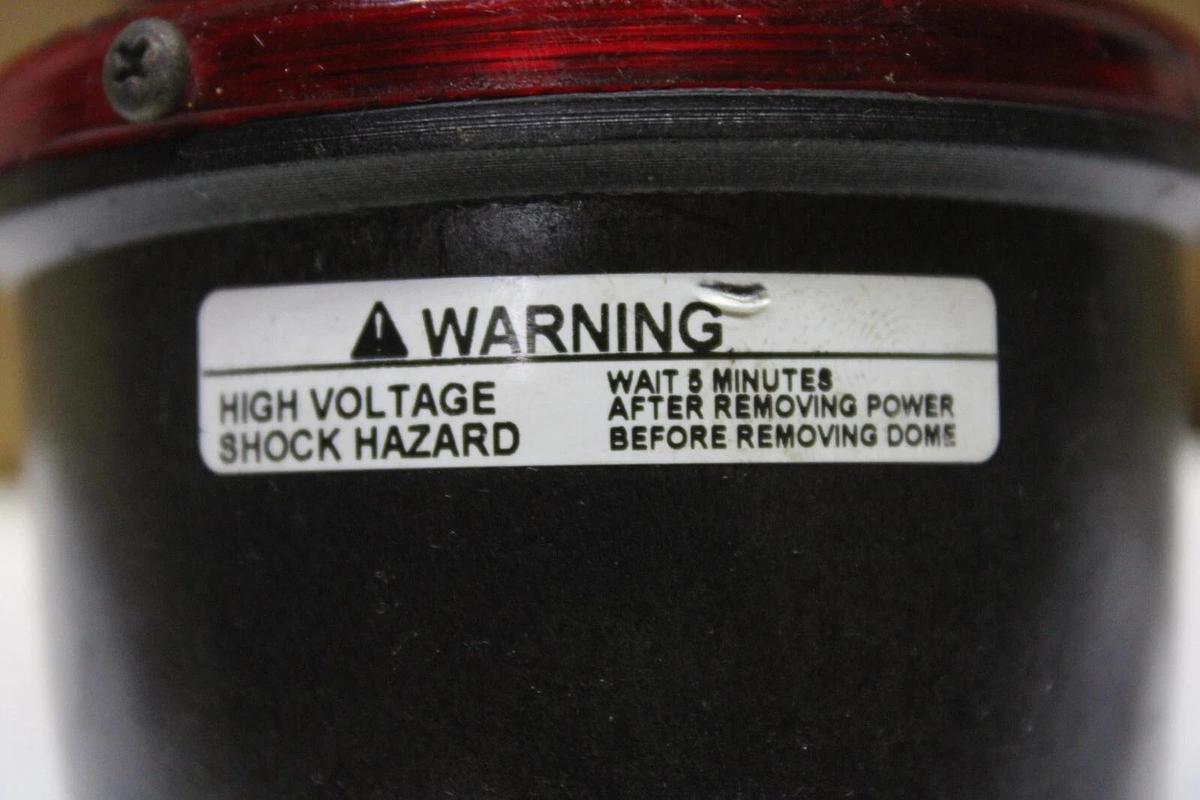 WARNING
HIGH VOLTAGE
SHOCK HAZARD
WAIT 5 MINUTES
AFTER REMOVING POWER
BEFORE REMOVING DOME